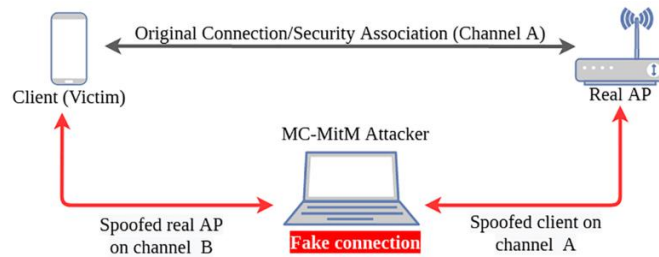 Original Connection/Security Association (Channel A)
Client (Victim)
Real AP
MC-MitM Attacker
Spoofed real AP
on channel B
Fake connection
Spoofed client on
channel A